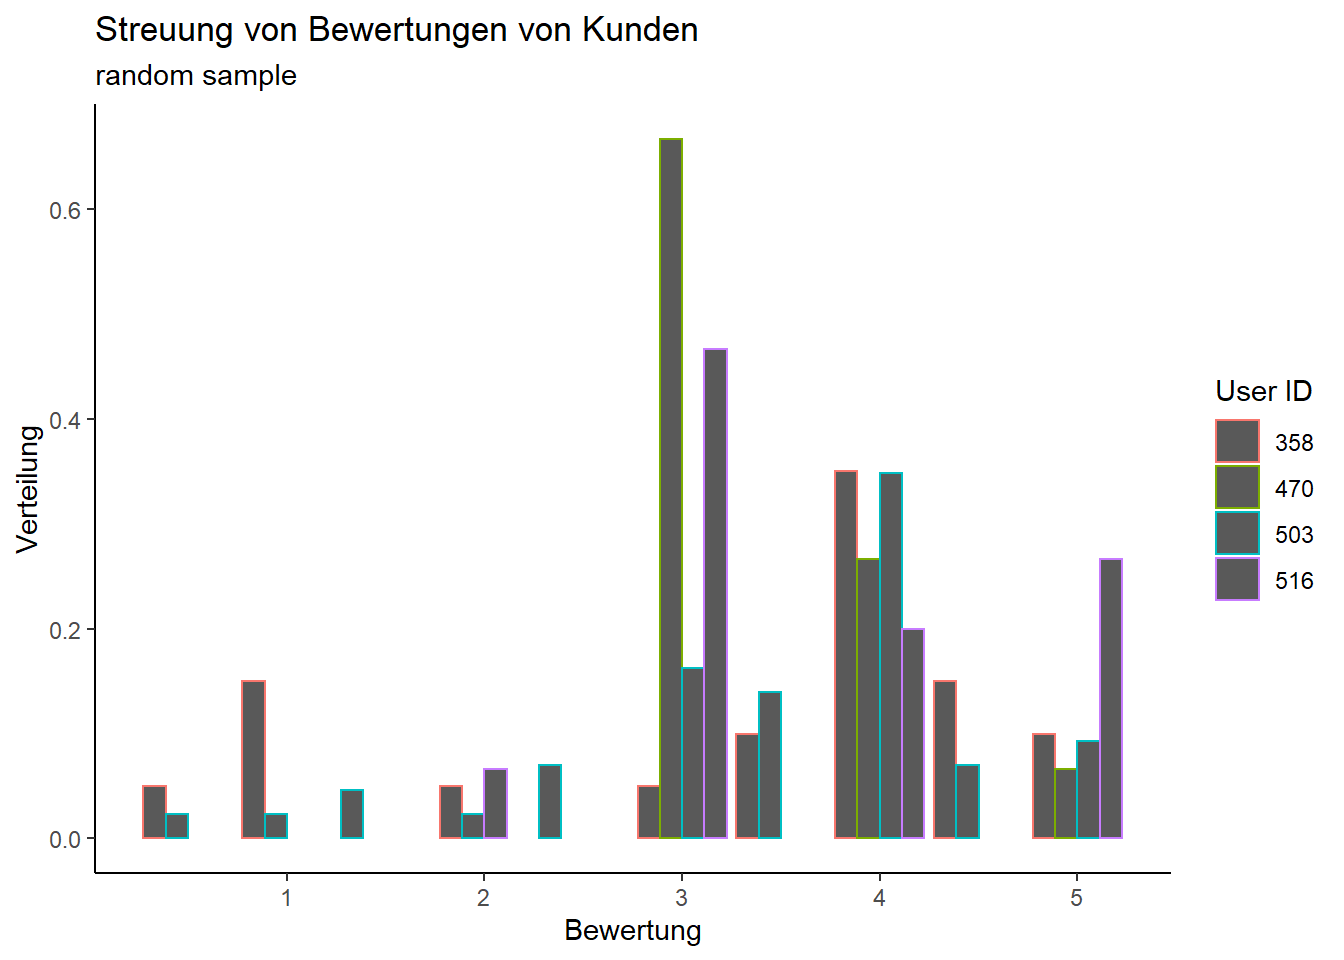 Streuung von Bewertungen von Kunden
random sample
Verteilung
0.6
0.4
0.2
0.0
1 2 3 4 5
Bewertung
User ID
358
470
503
516